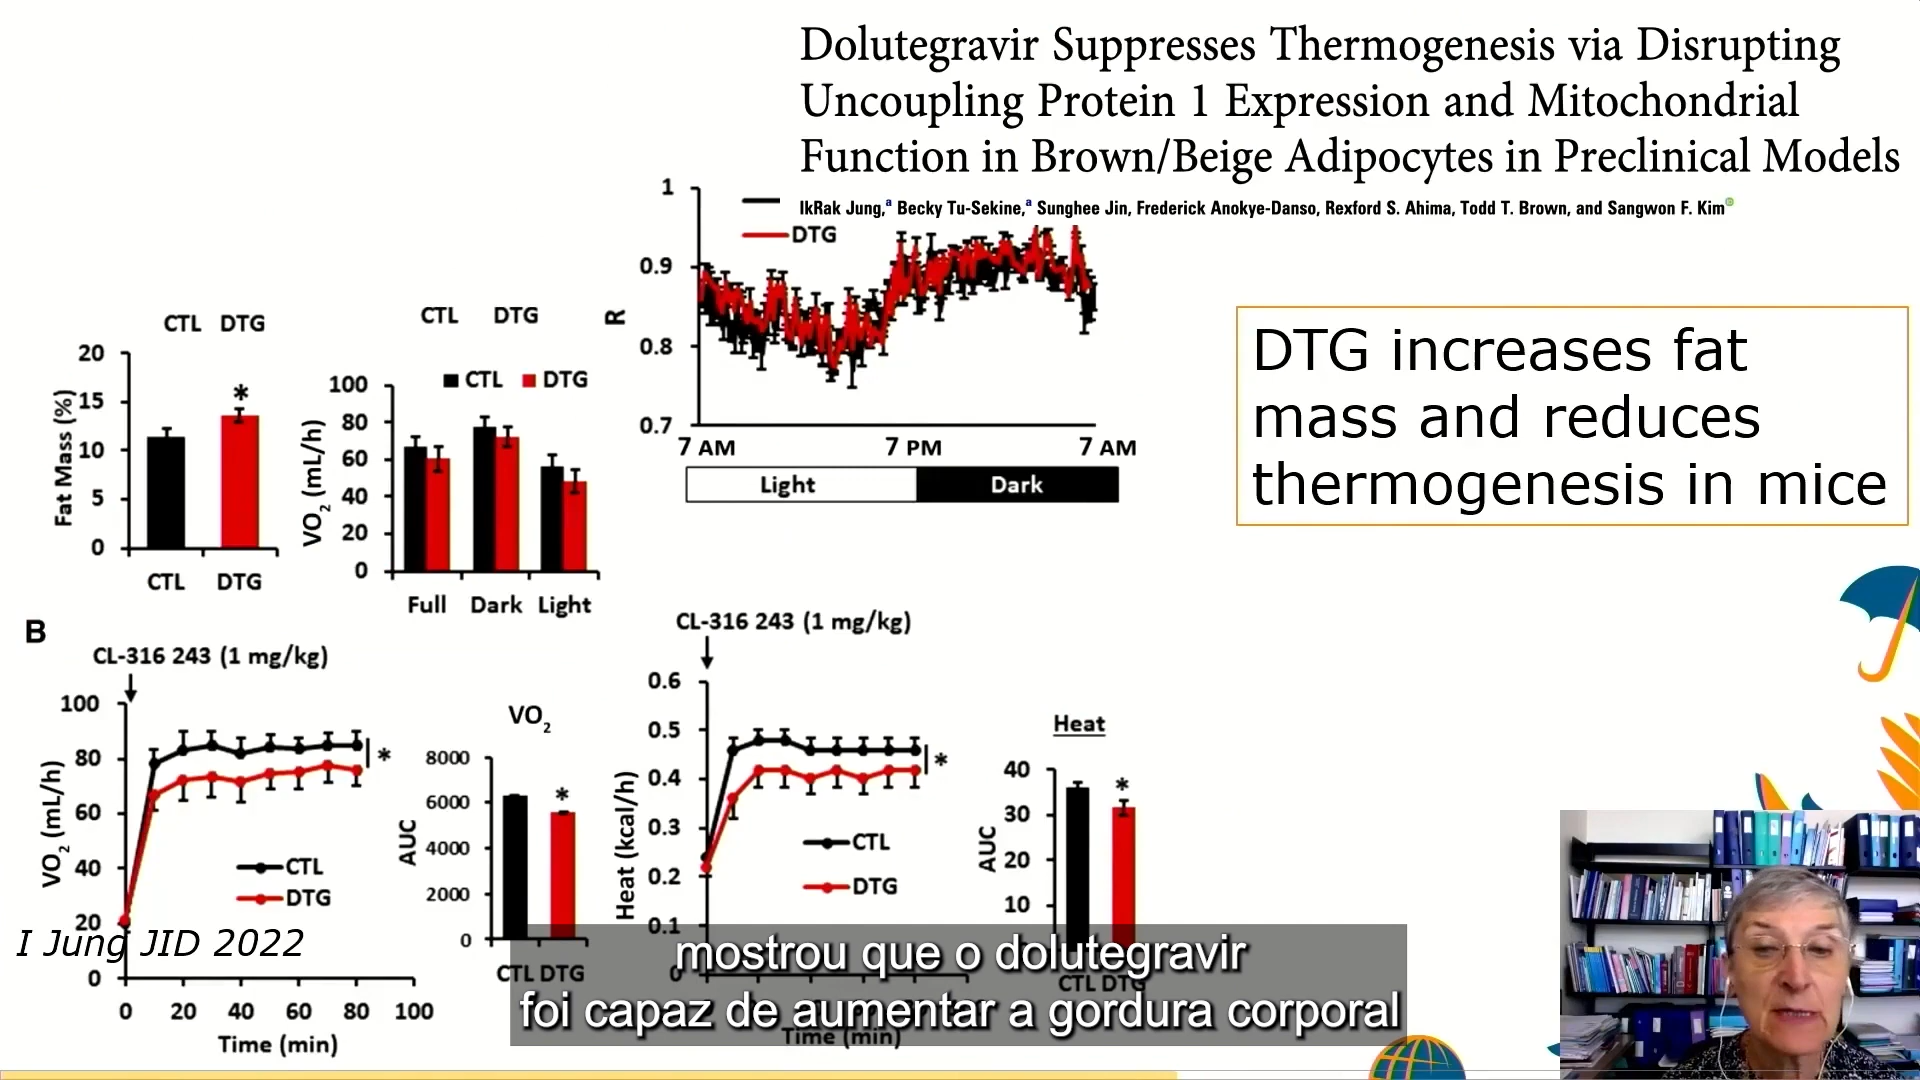 Dolutegravir Suppresses Thermogenesis via Disrupting
Uncoupling Protein 1 Expression and Mitochondrial
Function in Brown/Beige Adipocytes in Preclinical Models
IkRak Jung,a Becky Tu-Sekine,a Sunghee Jin, Frederick Anokye-Danso, Rexford S. Ahima, Todd T. Brown, and Sangwon F. Kim
CTL DTG
20
15
10
5
0
Fat Mass (%)
*
CTL DTG
CTL DTG
CTL DTG
100
80
60
40
20
0
VO2 (mL/h)
Full Dark Light
1
0.9
0.8
0.7
R
DTG
7 AM 7 PM 7 AM
Light Dark
DTG increases fat
mass and reduces
thermogenesis in mice
B
CL-316 243 (1 mg/kg)
100
80
60
40
20
0
VO2 (mL/h)
*
CTL
DTG
0 20 40 60 80 100
Time (min)
VO2
8000
6000
4000
2000
0
AUC
*
CTL DTG
CL-316 243 (1 mg/kg)
0.6
0.5
0.4
0.3
0.2
0.1
0
Heat (kcal/h)
*
CTL
DTG
Time (min)
Heat
40
30
20
10
AUC
*
CTL DTG
I Jung JID 2022
mostrou que o dolutegravir
foi capaz de aumentar a gordura corporal